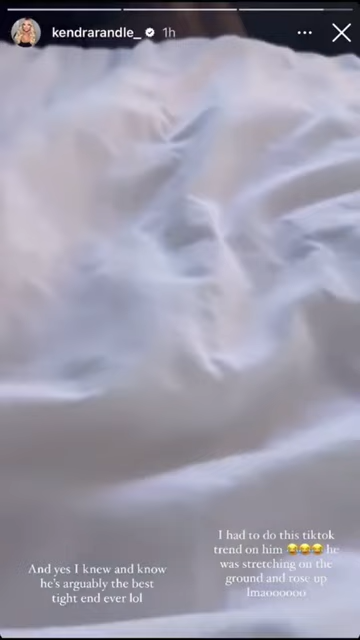 kendrarandle_ 1h
I had to do this tiktok
trend on him 😂😂😂 he
was stretching on the
ground and rose up
lmaoooooo
And yes I knew and know
he's arguably the best
tight end ever lol